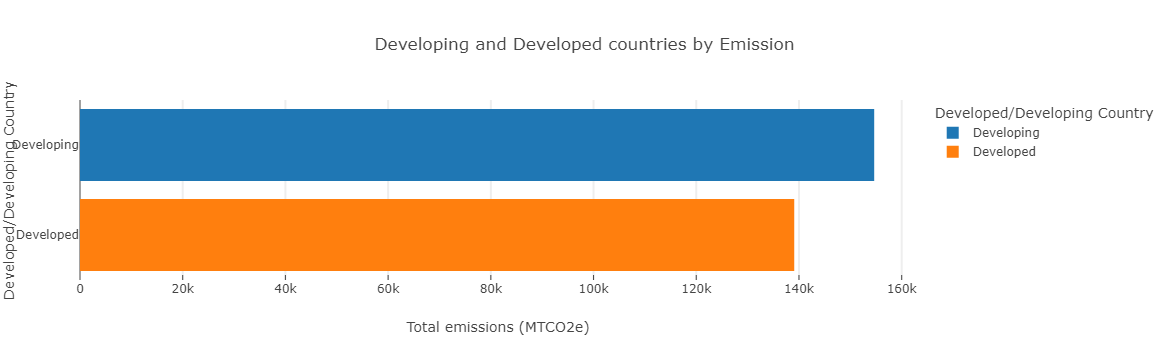 Developing and Developed countries by Emission
Developed/Developing Country
Developing
Developed
0 20k 40k 60k 80k 100k 120k 140k 160k
Total emissions (MTCO2e)
Developed/Developing Country
Developing
Developed